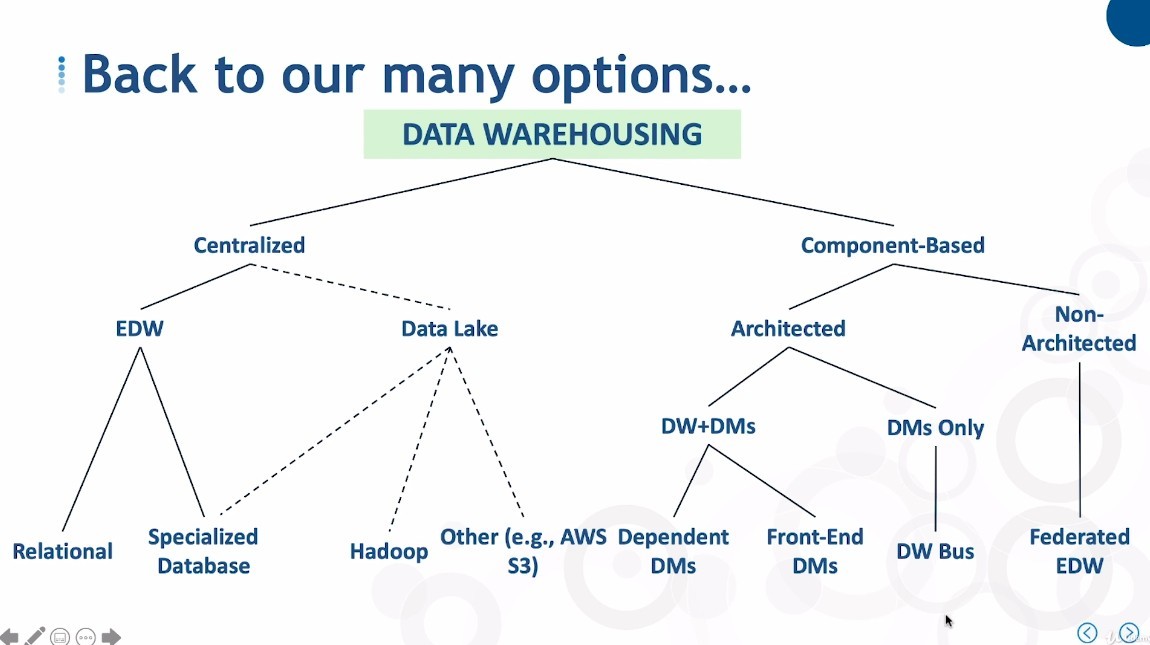 Back to our many options...
DATA WAREHOUSING
Centralized
Component-Based
EDW
Data Lake
Architected
Non-
Architected
DW+DMs
DMs Only
Relational
Specialized
Database
Hadoop
Other (e.g., AWS
S3)
Dependent
DMs
Front-End
DMs
DW Bus
Federated
EDW